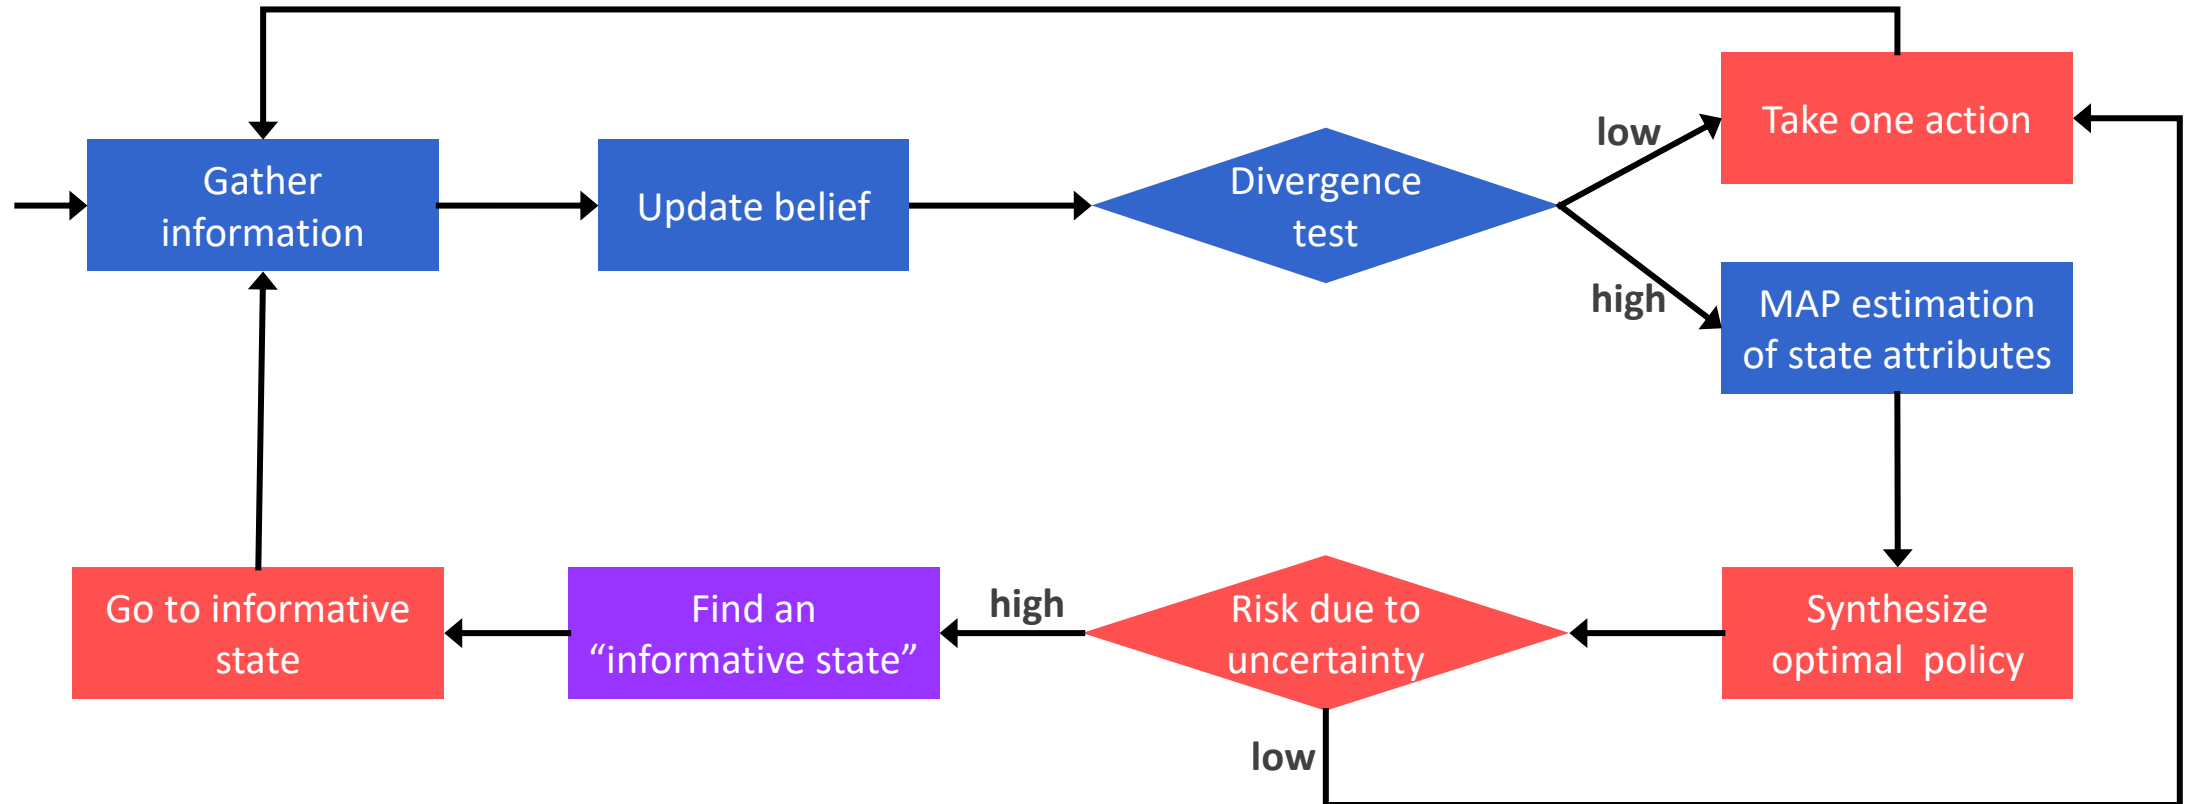 Gather
information
Update belief
Divergence
test
low
high
Take one action
MAP estimation
of state attributes
Go to informative
state
Find an
“informative state”
high
Risk due to
uncertainty
low
Synthesize
optimal  policy